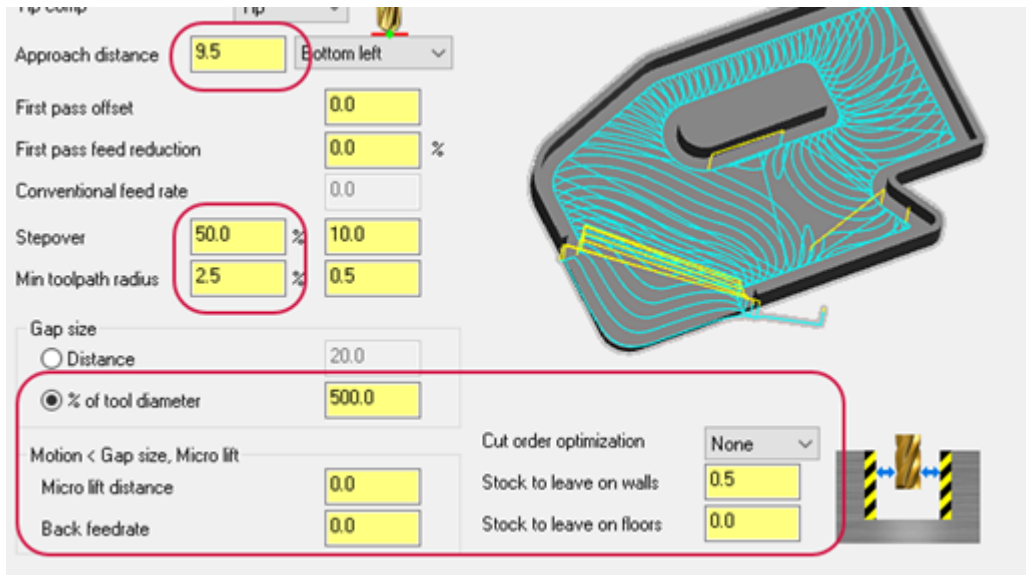 Tip comp Tip
Approach distance 9.5 Bottom left
First pass offset 0.0
First pass feed reduction 0.0 %
Conventional feed rate 0.0
Stepover 50.0 % 10.0
Min toolpath radius 2.5 % 0.5
Gap size
Distance 20.0
% of tool diameter 500.0
Motion < Gap size, Micro lift
Micro lift distance 0.0
Back feedrate 0.0
Cut order optimization None
Stock to leave on walls 0.5
Stock to leave on floors 0.0